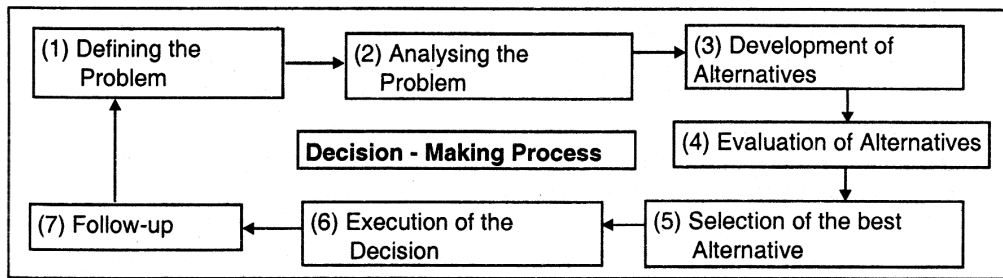 (1) Defining the
Problem
(2) Analysing the
Problem
(3) Development of
Alternatives
(4) Evaluation of Alternatives
Decision - Making Process
(5) Selection of the best
Alternative
(6) Execution of the
Decision
(7) Follow-up